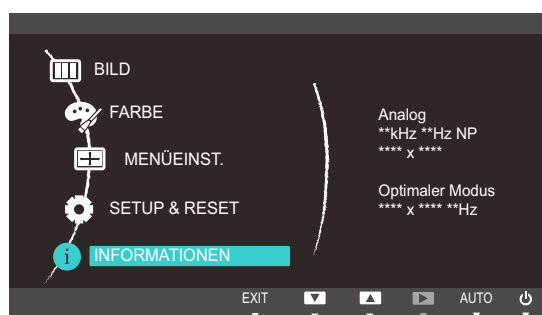 BILD
FARBE
MENÜEINST.
SETUP & RESET
i INFORMATIONEN
Analog
**kHz **Hz NP
**** x ****
Optimaler Modus
**** x **** **Hz
EXIT AUTO